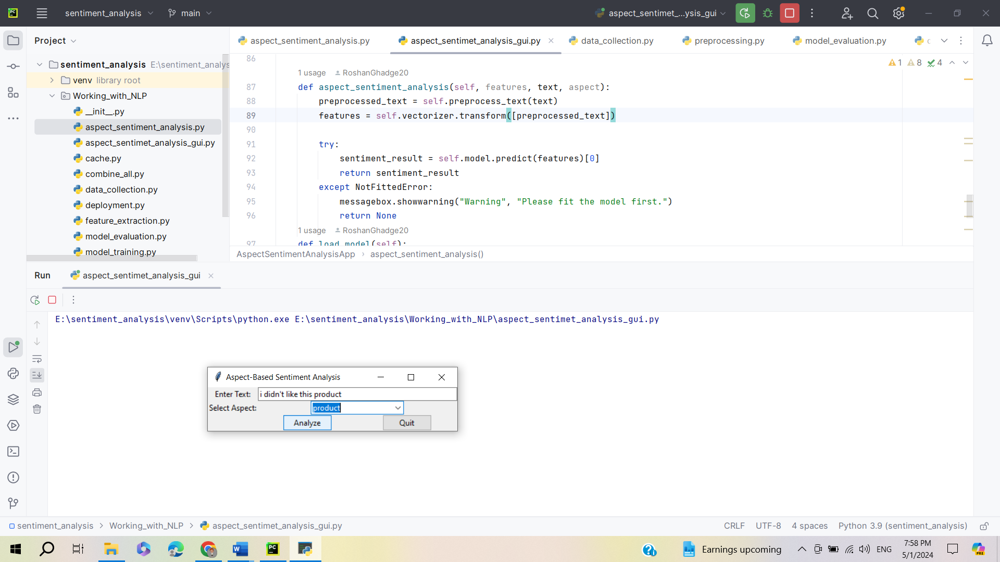 sentiment_analysis main aspect_sentimet_...ysis_gui
Project
aspect_sentiment_analysis.py aspect_sentimet_analysis_gui.py data_collection.py preprocessing.py model_evaluation.py
sentiment_analysis E:\sentiment_analys
venv library root
Working_with_NLP
__init__.py
aspect_sentiment_analysis.py
aspect_sentimet_analysis_gui.py
cache.py
combine_all.py
data_collection.py
deployment.py
feature_extraction.py
model_evaluation.py
model_training.py
86
1 8 4
1 usage RoshanGhadge20
87 def aspect_sentiment_analysis(self, features, text, aspect):
88 preprocessed_text = self.preprocess_text(text)
89 features = self.vectorizer.transform([preprocessed_text])
90
91 try:
92 sentiment_result = self.model.predict(features)[0]
93 return sentiment_result
94 except NotFittedError:
95 messagebox.showwarning("Warning", "Please fit the model first.")
96 return None
1 usage RoshanGhadge20
97 def load_model(self):
AspectSentimentAnalysisApp › aspect_sentiment_analysis()
Run aspect_sentimet_analysis_gui
E:\sentiment_analysis\venv\Scripts\python.exe E:\sentiment_analysis\Working_with_NLP\aspect_sentimet_analysis_gui.py
Aspect-Based Sentiment Analysis
Enter Text: i didn't like this product
Select Aspect: product
Analyze Quit
sentiment_analysis > Working_with_NLP > aspect_sentimet_analysis_gui.py
CRLF UTF-8 4 spaces Python 3.9 (sentiment_analysis)
Earnings upcoming ENG
7:58 PM
5/1/2024